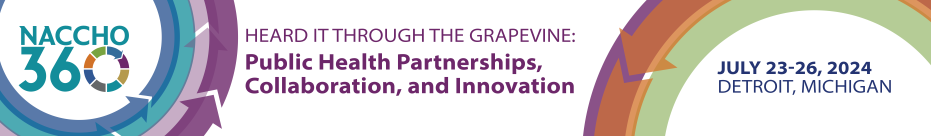 NACCHO
360
HEARD IT THROUGH THE GRAPEVINE:
Public Health Partnerships,
Collaboration, and Innovation
JULY 23-26, 2024
DETROIT, MICHIGAN